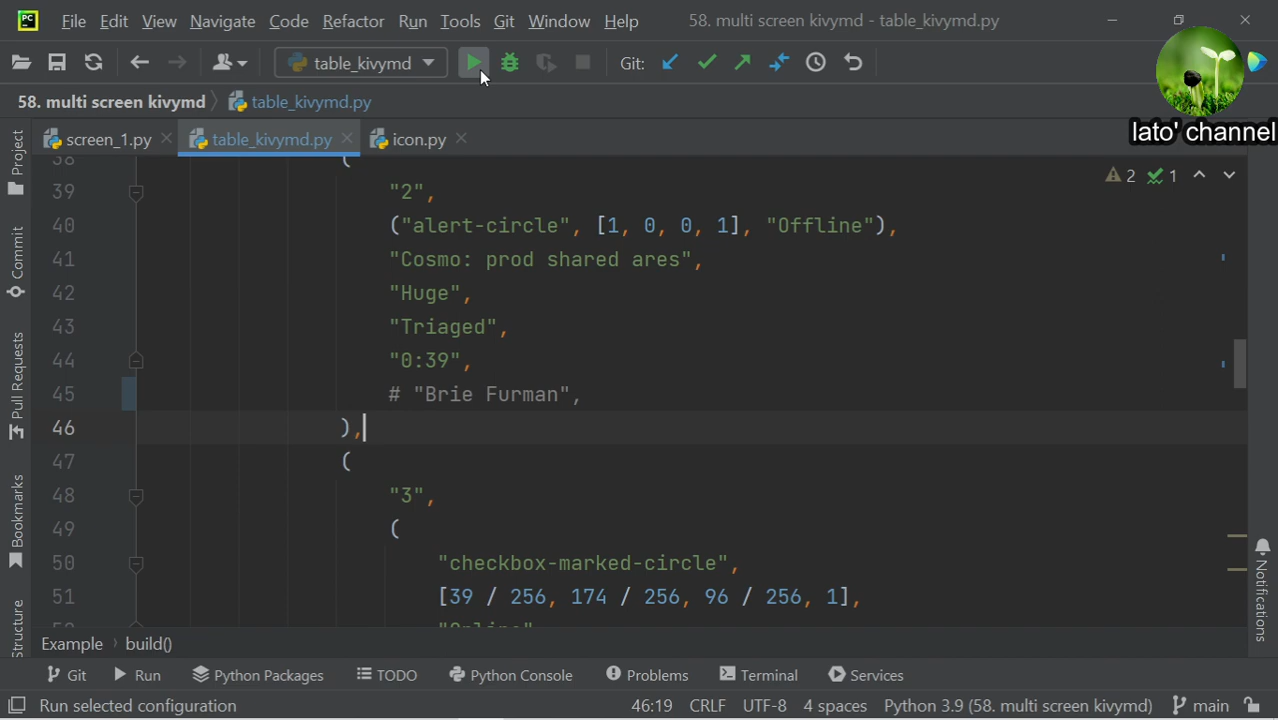 PC File Edit View Navigate Code Refactor Run Tools Git Window Help 58. multi screen kivymd - table_kivymd.py
table_kivymd Git:
58. multi screen kivymd table_kivymd.py
lato' channel
screen_1.py table_kivymd.py icon.py
38 (
2 1
39 "2",
40 ("alert-circle", [1, 0, 0, 1], "Offline"),
41 "Cosmo: prod shared ares",
42 "Huge",
43 "Triaged",
44 "0:39",
45 # "Brie Furman",
46 ),
47 (
48 "3",
49 (
50 "checkbox-marked-circle",
51 [39 / 256, 174 / 256, 96 / 256, 1],
52 "Online"
Project
Commit
Pull Requests
Bookmarks
Structure
Notifications
Example build()
Git Run Python Packages TODO Python Console Problems Terminal Services
Run selected configuration 46:19 CRLF UTF-8 4 spaces Python 3.9 (58. multi screen kivymd) main